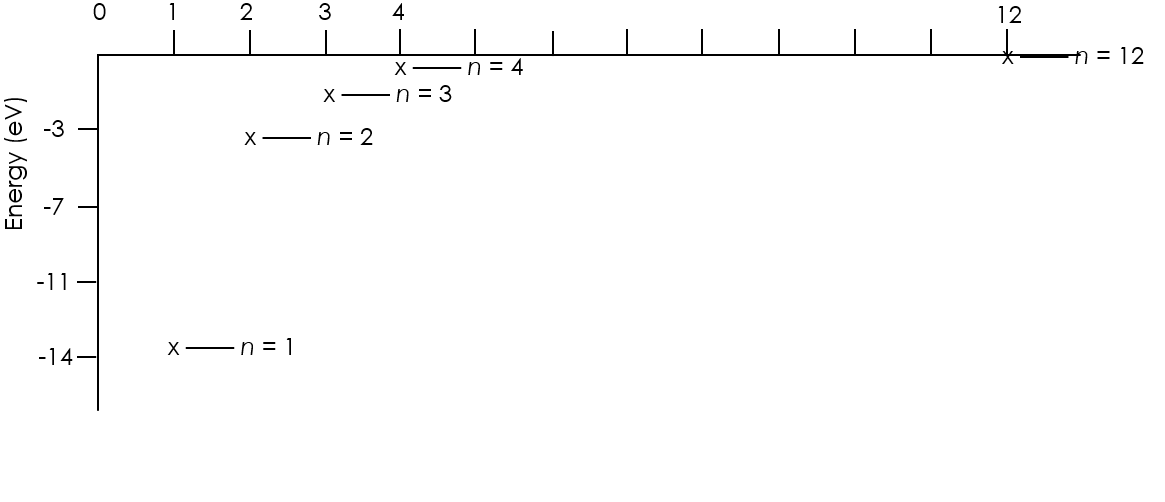 0 1 2 3 4 12
x n = 12
x n = 4
x n = 3
-3
x n = 2
Energy (eV)
-7
-11
x n = 1
-14